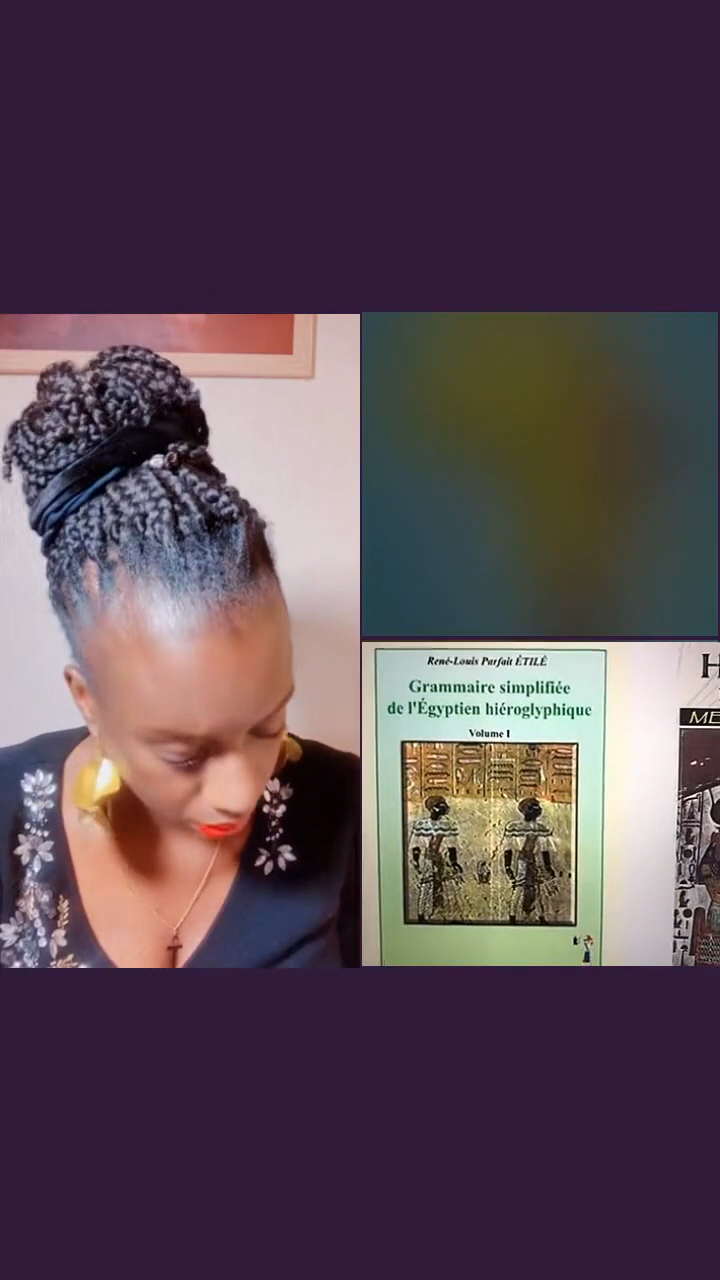 René-Louis Parfait ÉTILÉ
Grammaire simplifiée
de l'Égyptien hiéroglyphique
Volume I